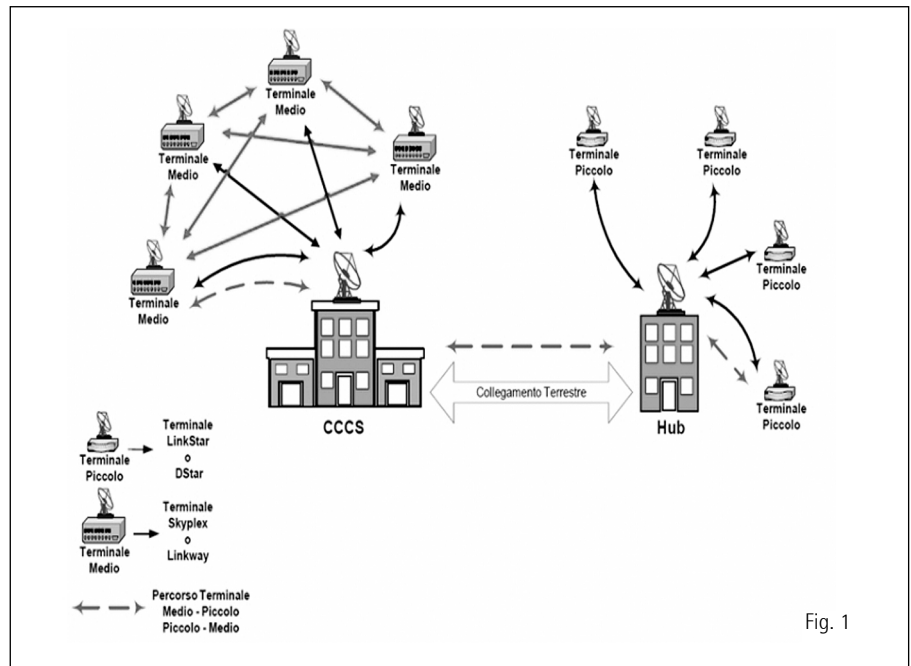 Terminale
Medio
Terminale
Medio
Terminale
Medio
Terminale
Medio
Terminale
Piccolo
Terminale
Piccolo
Terminale
Piccolo
Terminale
Piccolo
Collegamento Terrestre
CCCS
Hub
Terminale
Piccolo
Terminale
LinkStar
o
DStar
Terminale
Medio
Terminale
Skyplex
o
Linkway
Percorso Terminale
Medio - Piccolo
Piccolo - Medio
Fig. 1